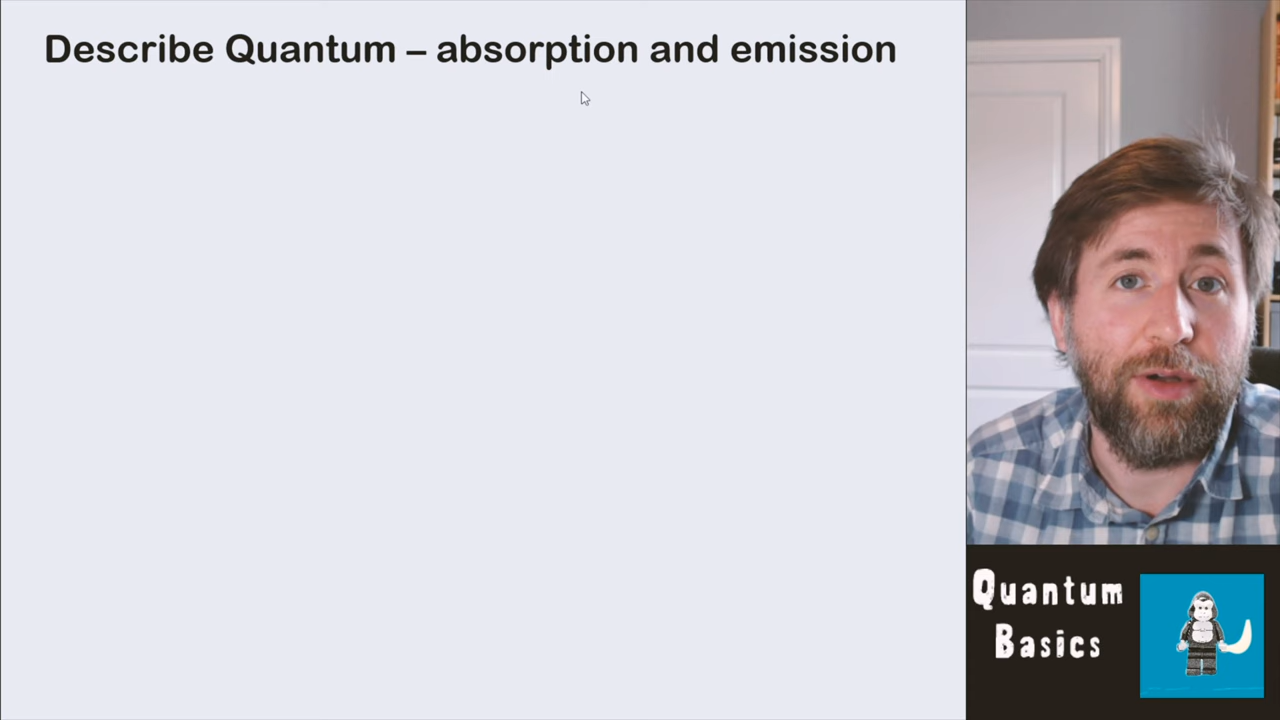 Describe Quantum – absorption and emission
Quantum
Basics